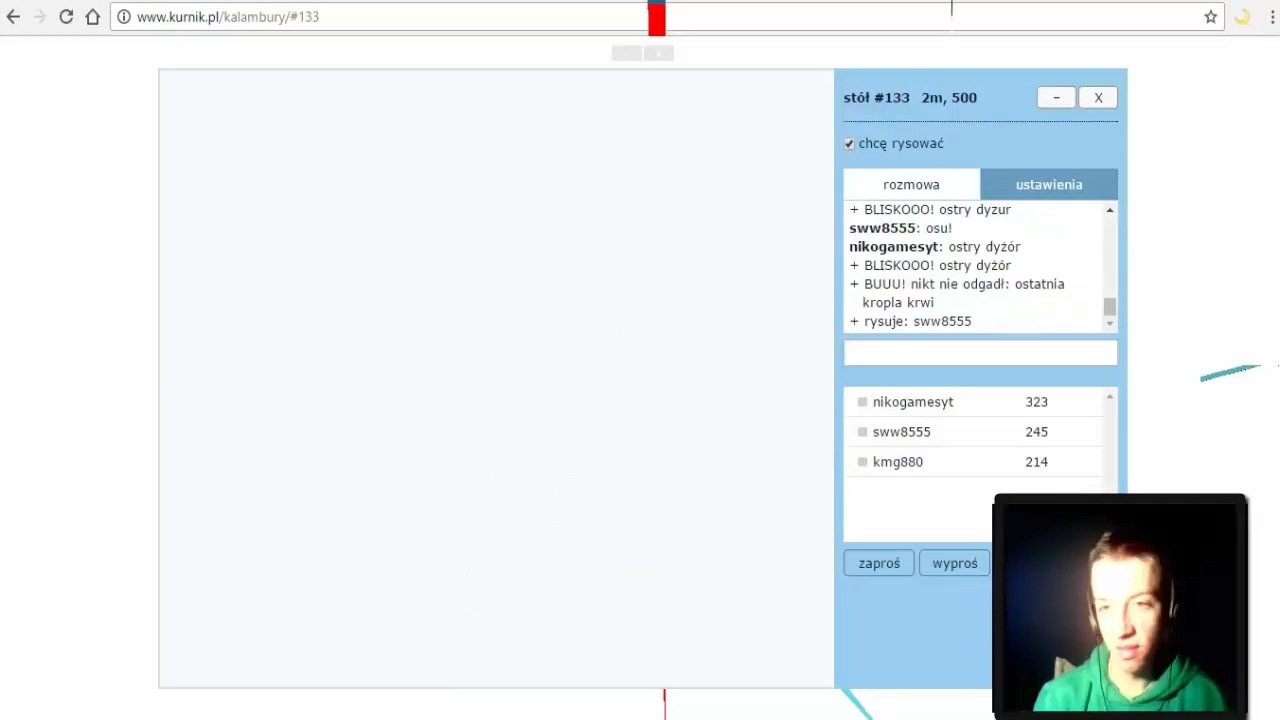 www.kurnik.pl/kalambury/#133
stół #133 2m, 500
– X
chcę rysować
rozmowa ustawienia
+ BLISKOOO! ostry dyzur
sww8555: osu!
nikogamesyt: ostry dyżór
+ BLISKOOO! ostry dyżór
+ BUUU! nikt nie odgadł: ostatnia
kropla krwi
+ rysuje: sww8555
nikogamesyt 323
sww8555 245
kmg880 214
zaproś wyproś